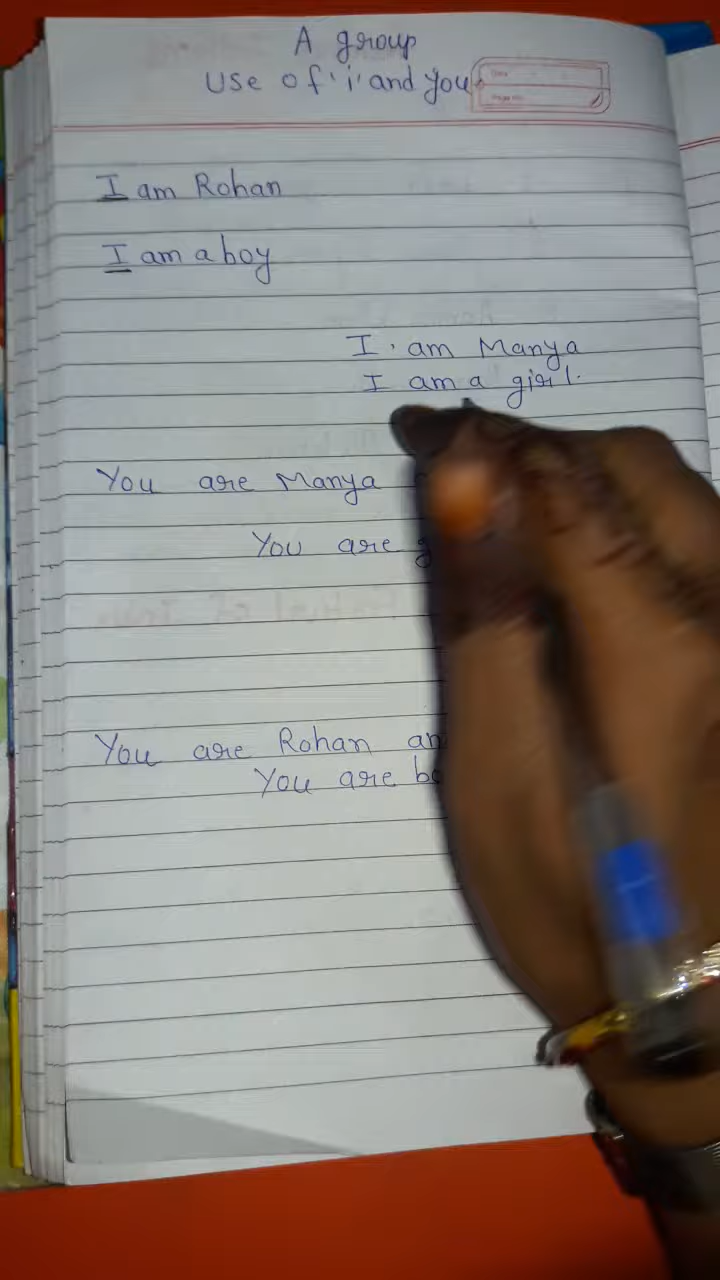 A group
Use of 'i' and You
I am Rohan
I am a boy
I. am Manya
I am a girl.
You are Manya
You are
You are Rohan
You are